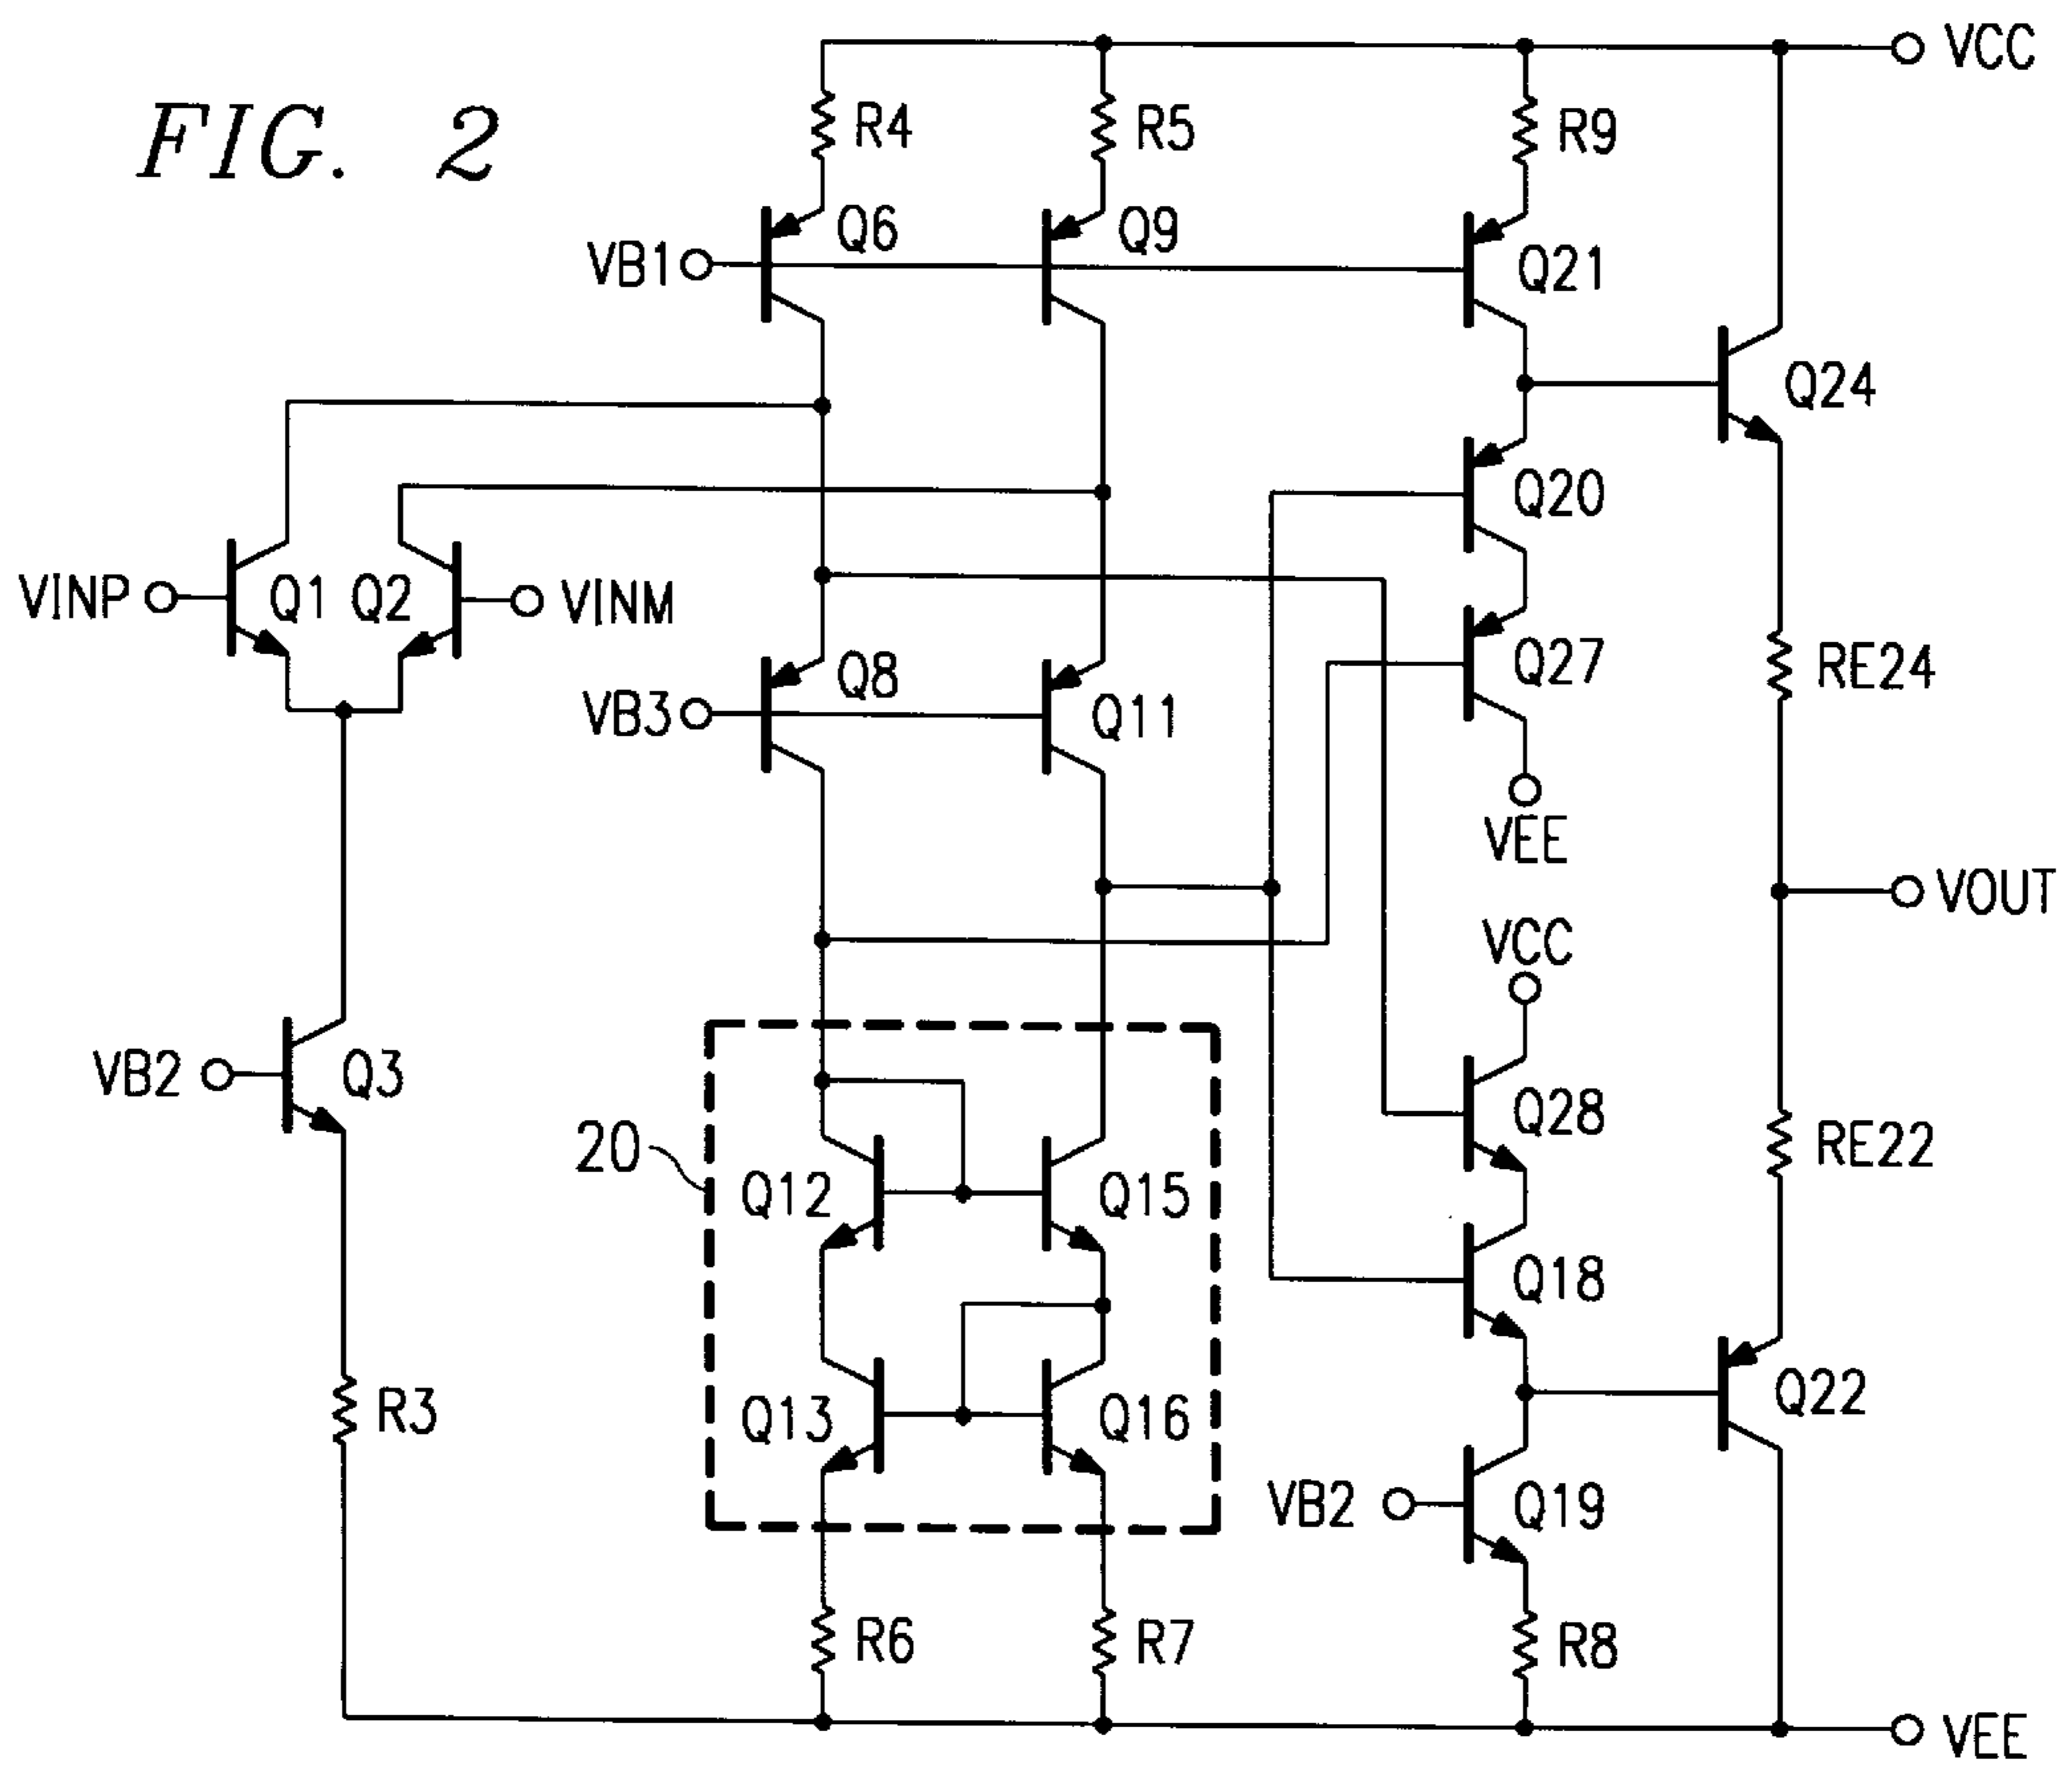 VCC
FIG. 2
R4
R5
R9
Q6
Q9
VB1
Q21
Q24
Q20
VINP
Q1
Q2
VINM
Q8
Q27
RE24
VB3
Q11
VEE
VOUT
VCC
VB2
Q3
Q28
20
RE22
Q12
Q15
Q18
R3
Q13
Q16
Q22
VB2
Q19
R6
R7
R8
VEE